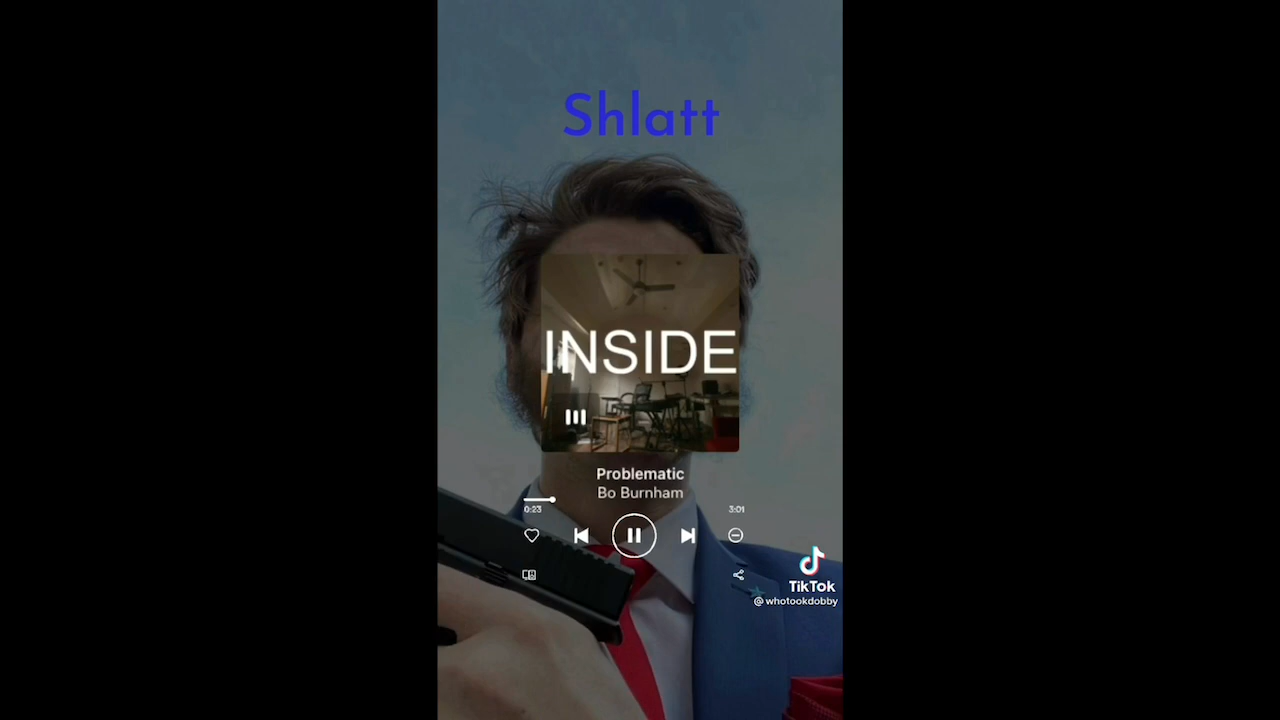 Shlatt
INSIDE
Problematic
Bo Burnham
0:23
3:01
TikTok
@ whotookdobby